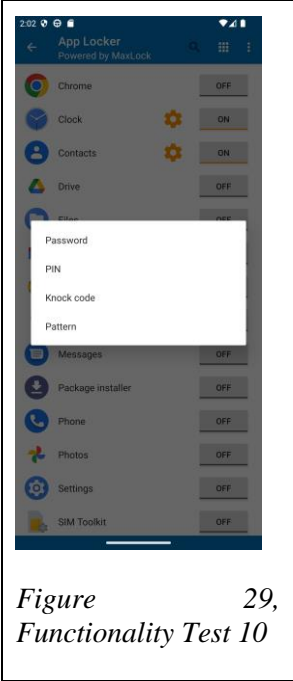 2:02
App Locker
Powered by MaxLock
Chrome OFF
Clock ON
Contacts ON
Drive OFF
Files OFF
Password
PIN
Knock code
Pattern
Messages OFF
Package installer OFF
Phone OFF
Photos OFF
Settings OFF
SIM Toolkit OFF
Figure 29,
Functionality Test 10